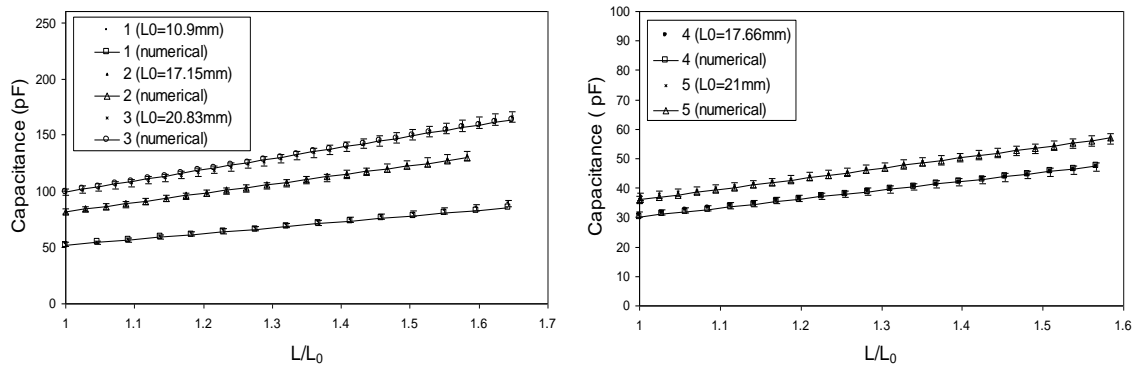 Capacitance (pF)
250
200
150
100
50
0
1 (L0=10.9mm)
1 (numerical)
2 (L0=17.15mm)
2 (numerical)
3 (L0=20.83mm)
3 (numerical)
1 1.1 1.2 1.3 1.4 1.5 1.6 1.7
L/L0
Capacitance ( pF)
100
90
80
70
60
50
40
30
20
10
0
4 (L0=17.66mm)
4 (numerical)
5 (L0=21mm)
5 (numerical)
1 1.1 1.2 1.3 1.4 1.5 1.6
L/L0